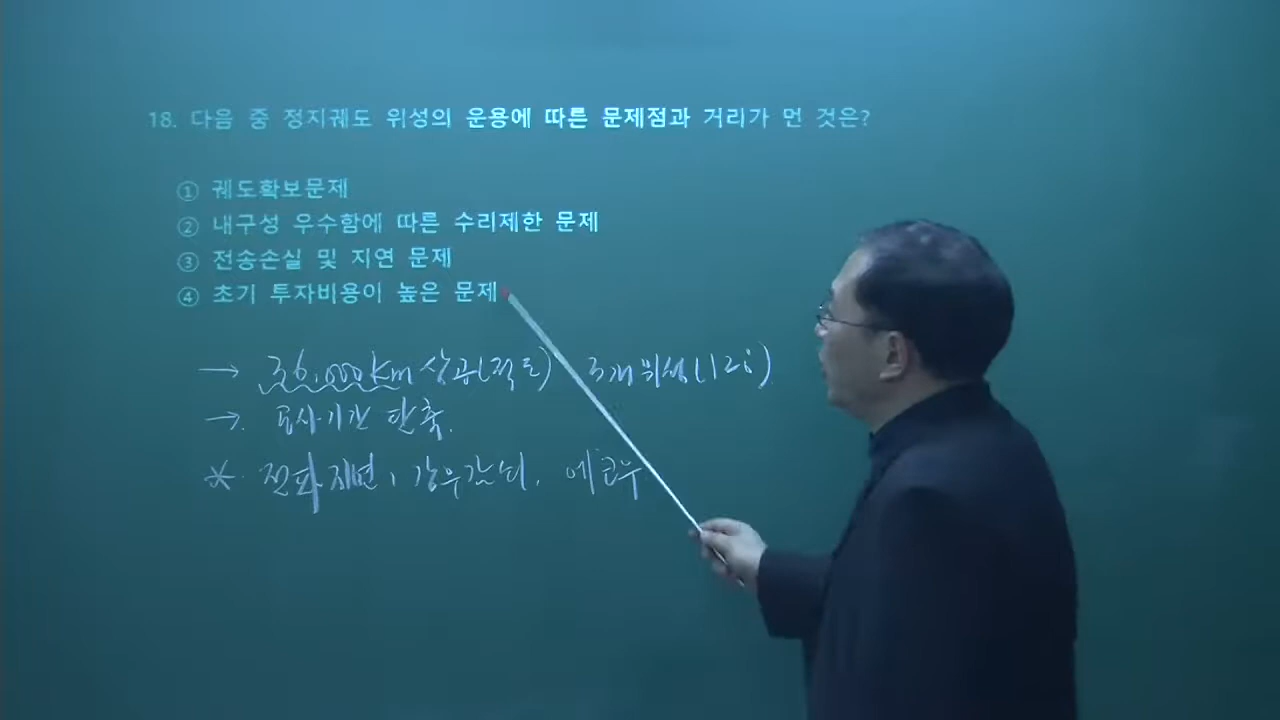 18. 다음 중 정지궤도 위성의 운용에 따른 문제점과 거리가 먼 것은?
① 궤도확보문제
② 내구성 우수함에 따른 수리제한 문제
③ 전송손실 및 지연 문제
④ 초기 투자비용이 높은 문제
→ 36,000km 상공(적도) 3개 위성(120°)
→ 기간 단축.
* 전파지연, 강우감쇠, 에코